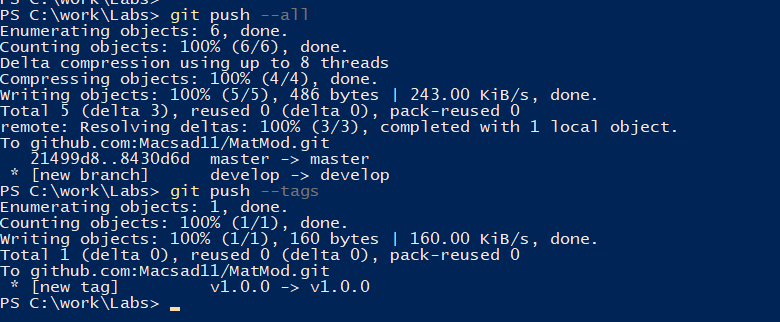 PS C:\work\Labs> git push --all
Enumerating objects: 6, done.
Counting objects: 100% (6/6), done.
Delta compression using up to 8 threads
Compressing objects: 100% (4/4), done.
Writing objects: 100% (5/5), 486 bytes | 243.00 KiB/s, done.
Total 5 (delta 3), reused 0 (delta 0), pack-reused 0
remote: Resolving deltas: 100% (3/3), completed with 1 local object.
To github.com:Macsad11/MatMod.git
   21499d8..8430d6d  master -> master
 * [new branch]      develop -> develop
PS C:\work\Labs> git push --tags
Enumerating objects: 1, done.
Counting objects: 100% (1/1), done.
Writing objects: 100% (1/1), 160 bytes | 160.00 KiB/s, done.
Total 1 (delta 0), reused 0 (delta 0), pack-reused 0
To github.com:Macsad11/MatMod.git
 * [new tag]         v1.0.0 -> v1.0.0
PS C:\work\Labs> _